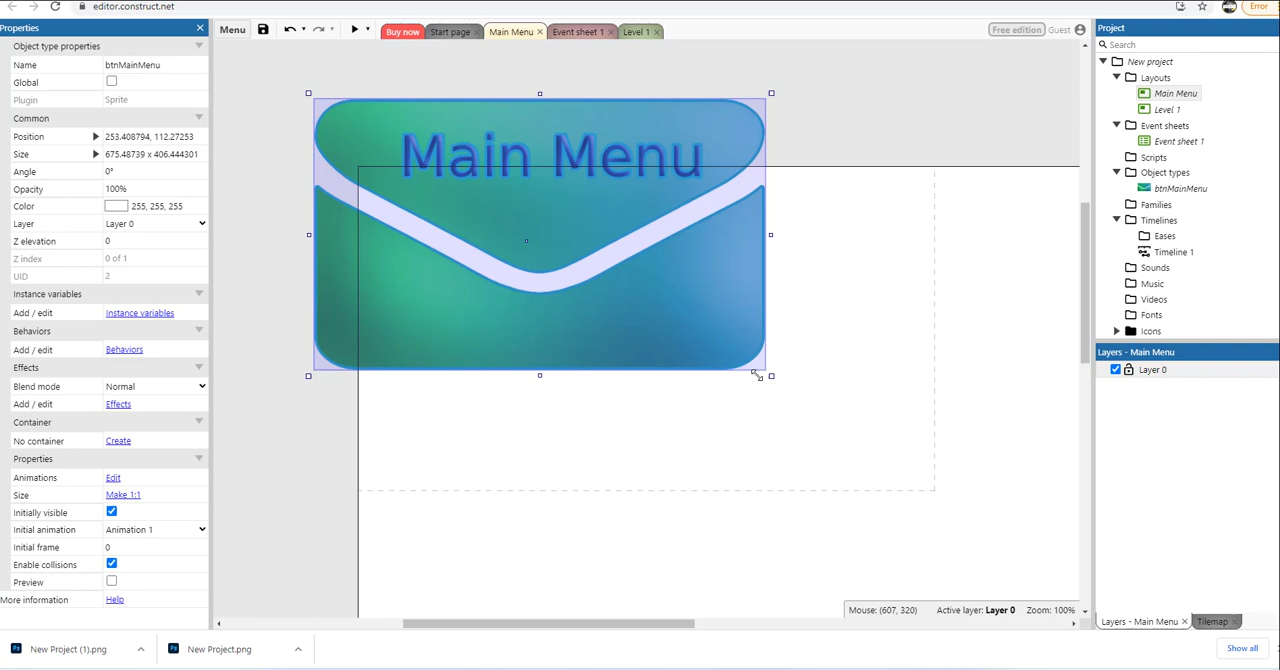 editor.construct.net
Error
Properties
Menu
Buy now
Start page
Main Menu
Event sheet 1
Level 1
Free edition
Guest
Project
Object type properties
Name btnMainMenu
Global
Plugin Sprite
Common
Position 253.408794, 112.27253
Size 675.48739 x 406.444301
Angle 0°
Opacity 100%
Color 255, 255, 255
Layer Layer 0
Z elevation 0
Z index 0 of 1
UID 2
Instance variables
Add / edit Instance variables
Behaviors
Add / edit Behaviors
Effects
Blend mode Normal
Add / edit Effects
Container
No container Create
Properties
Animations Edit
Size Make 1:1
Initially visible
Initial animation Animation 1
Initial frame 0
Enable collisions
Preview
More information Help
Main Menu
Search
New project
Layouts
Main Menu
Level 1
Event sheets
Event sheet 1
Scripts
Object types
btnMainMenu
Families
Timelines
Eases
Timeline 1
Sounds
Music
Videos
Fonts
Icons
Layers - Main Menu
Layer 0
Mouse: (607, 320) Active layer: Layer 0 Zoom: 100%
Layers - Main Menu
Tilemap
New Project (1).png
New Project.png
Show all